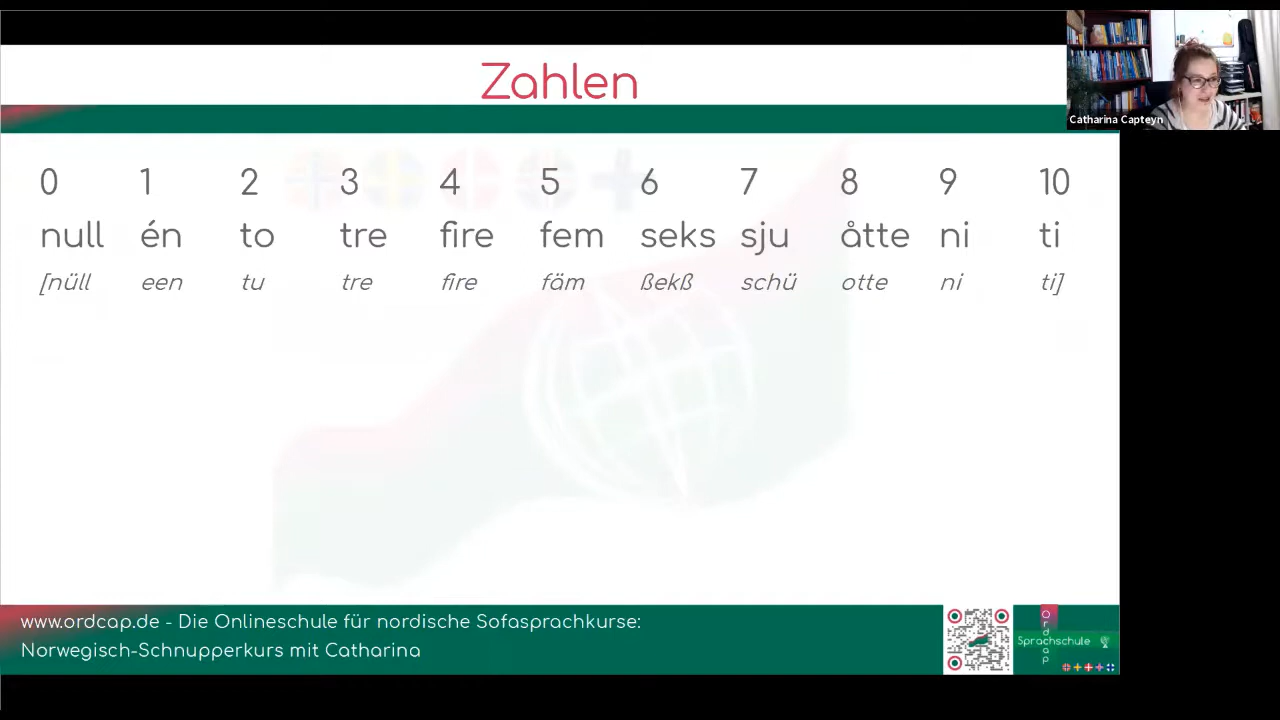 Zahlen
Catharina Capteyn
0 1 2 3 4 5 6 7 8 9 10
null én to tre fire fem seks sju åtte ni ti
[nüll een tu tre fire fäm ßekß schü otte ni ti]
www.ordcap.de - Die Onlineschule für nordische Sofasprachkurse:
Norwegisch-Schnupperkurs mit Catharina
Ordcap
Sprachschule